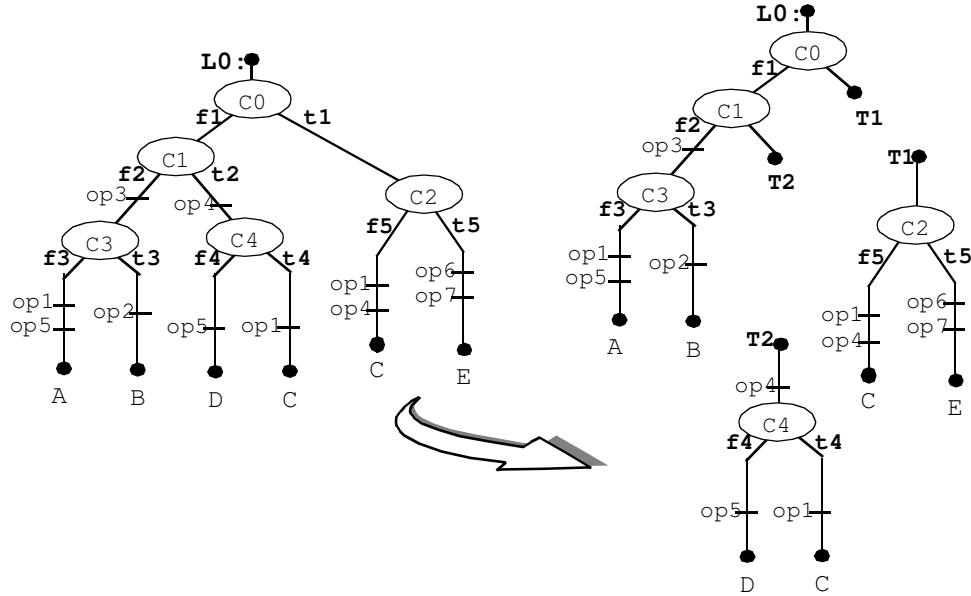 L0:
C0
f1 t1
C1
f2 t2
op3 op4
C2
f5 t5
C3
f3 t3
C4
f4 t4
op1
op5
op2
op5 op1
op1
op4
op6
op7
A B D C C E
L0:
C0
f1
T1
C1
f2
op3
T2
C3
f3 t3
op1
op5
op2
A B
T1
C2
f5 t5
op1
op4
op6
op7
C E
T2
op4
C4
f4 t4
op5 op1
D C